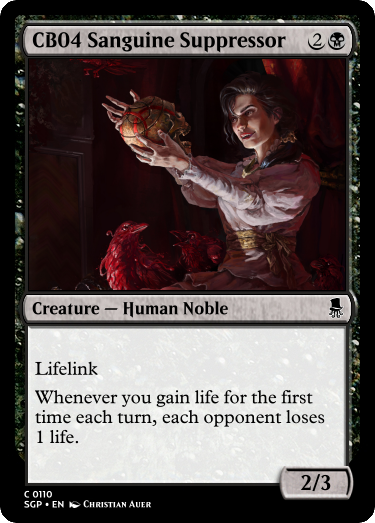 CB04 Sanguine Suppressor 2
Creature — Human Noble
Lifelink
Whenever you gain life for the first
time each turn, each opponent loses
1 life.
2/3
C 0110
SGP • EN Christian Auer